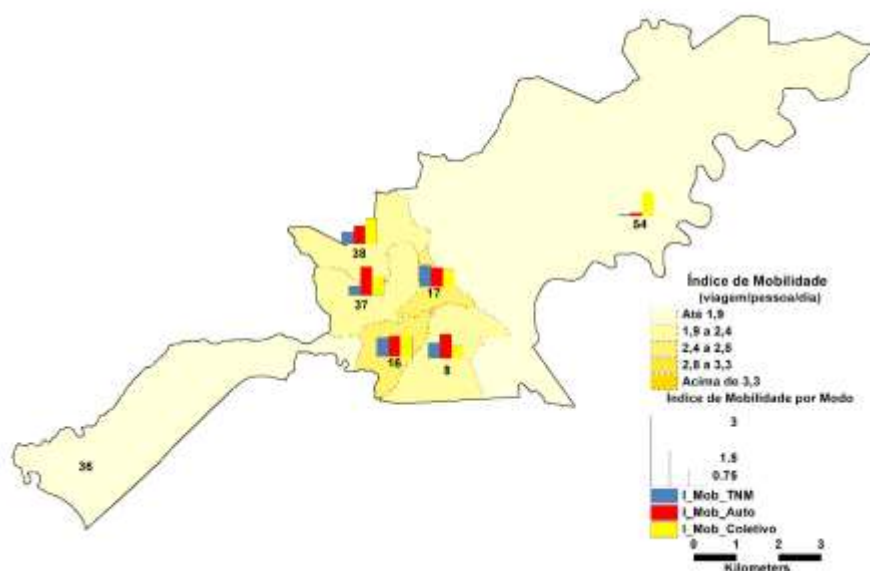 54
38
37
17
16
8
36
Índice de Mobilidade
(viagem/pessoa/dia)
Até 1,9
1,9 a 2,4
2,4 a 2,8
2,8 a 3,3
Acima de 3,3
Índice de Mobilidade por Modo
3
1.5
0.75
I_Mob_TNM
I_Mob_Auto
I_Mob_Coletivo
0 1 2 3
Kilometers